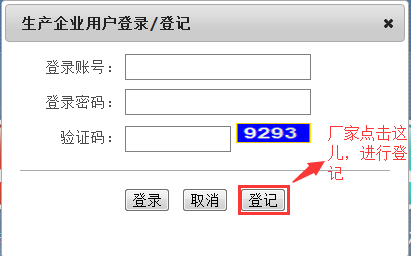 生产企业用户登录/登记
登录账号：
登录密码：
验证码：
9293
厂家点击这
儿，进行登
记
登录 取消 登记